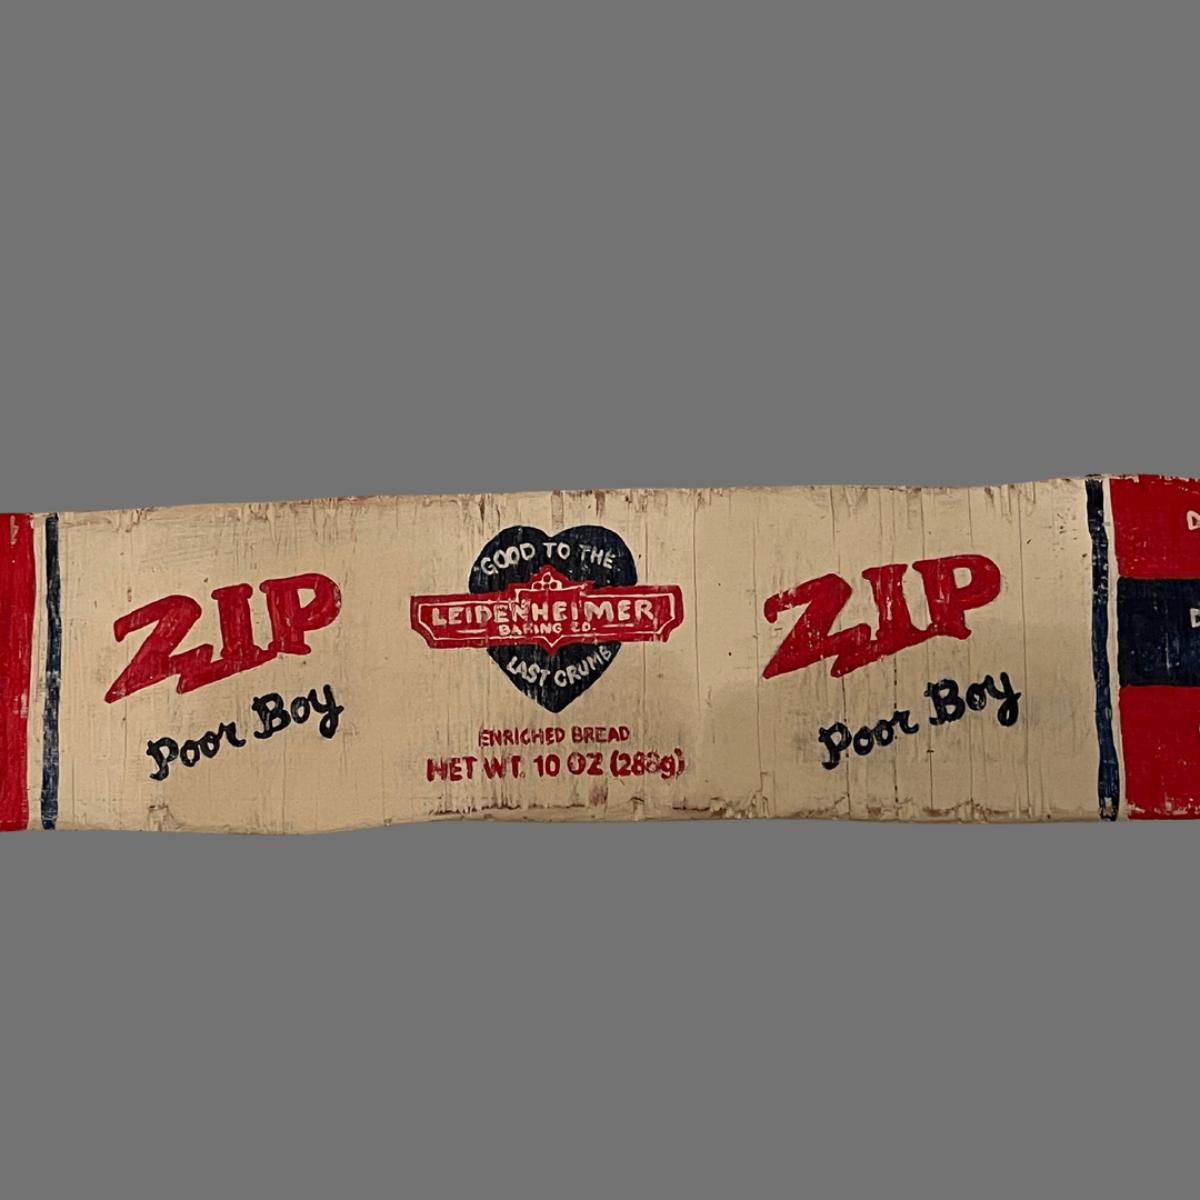 ZIP
Poor Boy
GOOD TO THE
LEIDENHEIMER
BAKING CO.
LAST CRUMB
ENRICHED BREAD
NET WT. 10 OZ (288g)
ZIP
Poor Boy
D
D